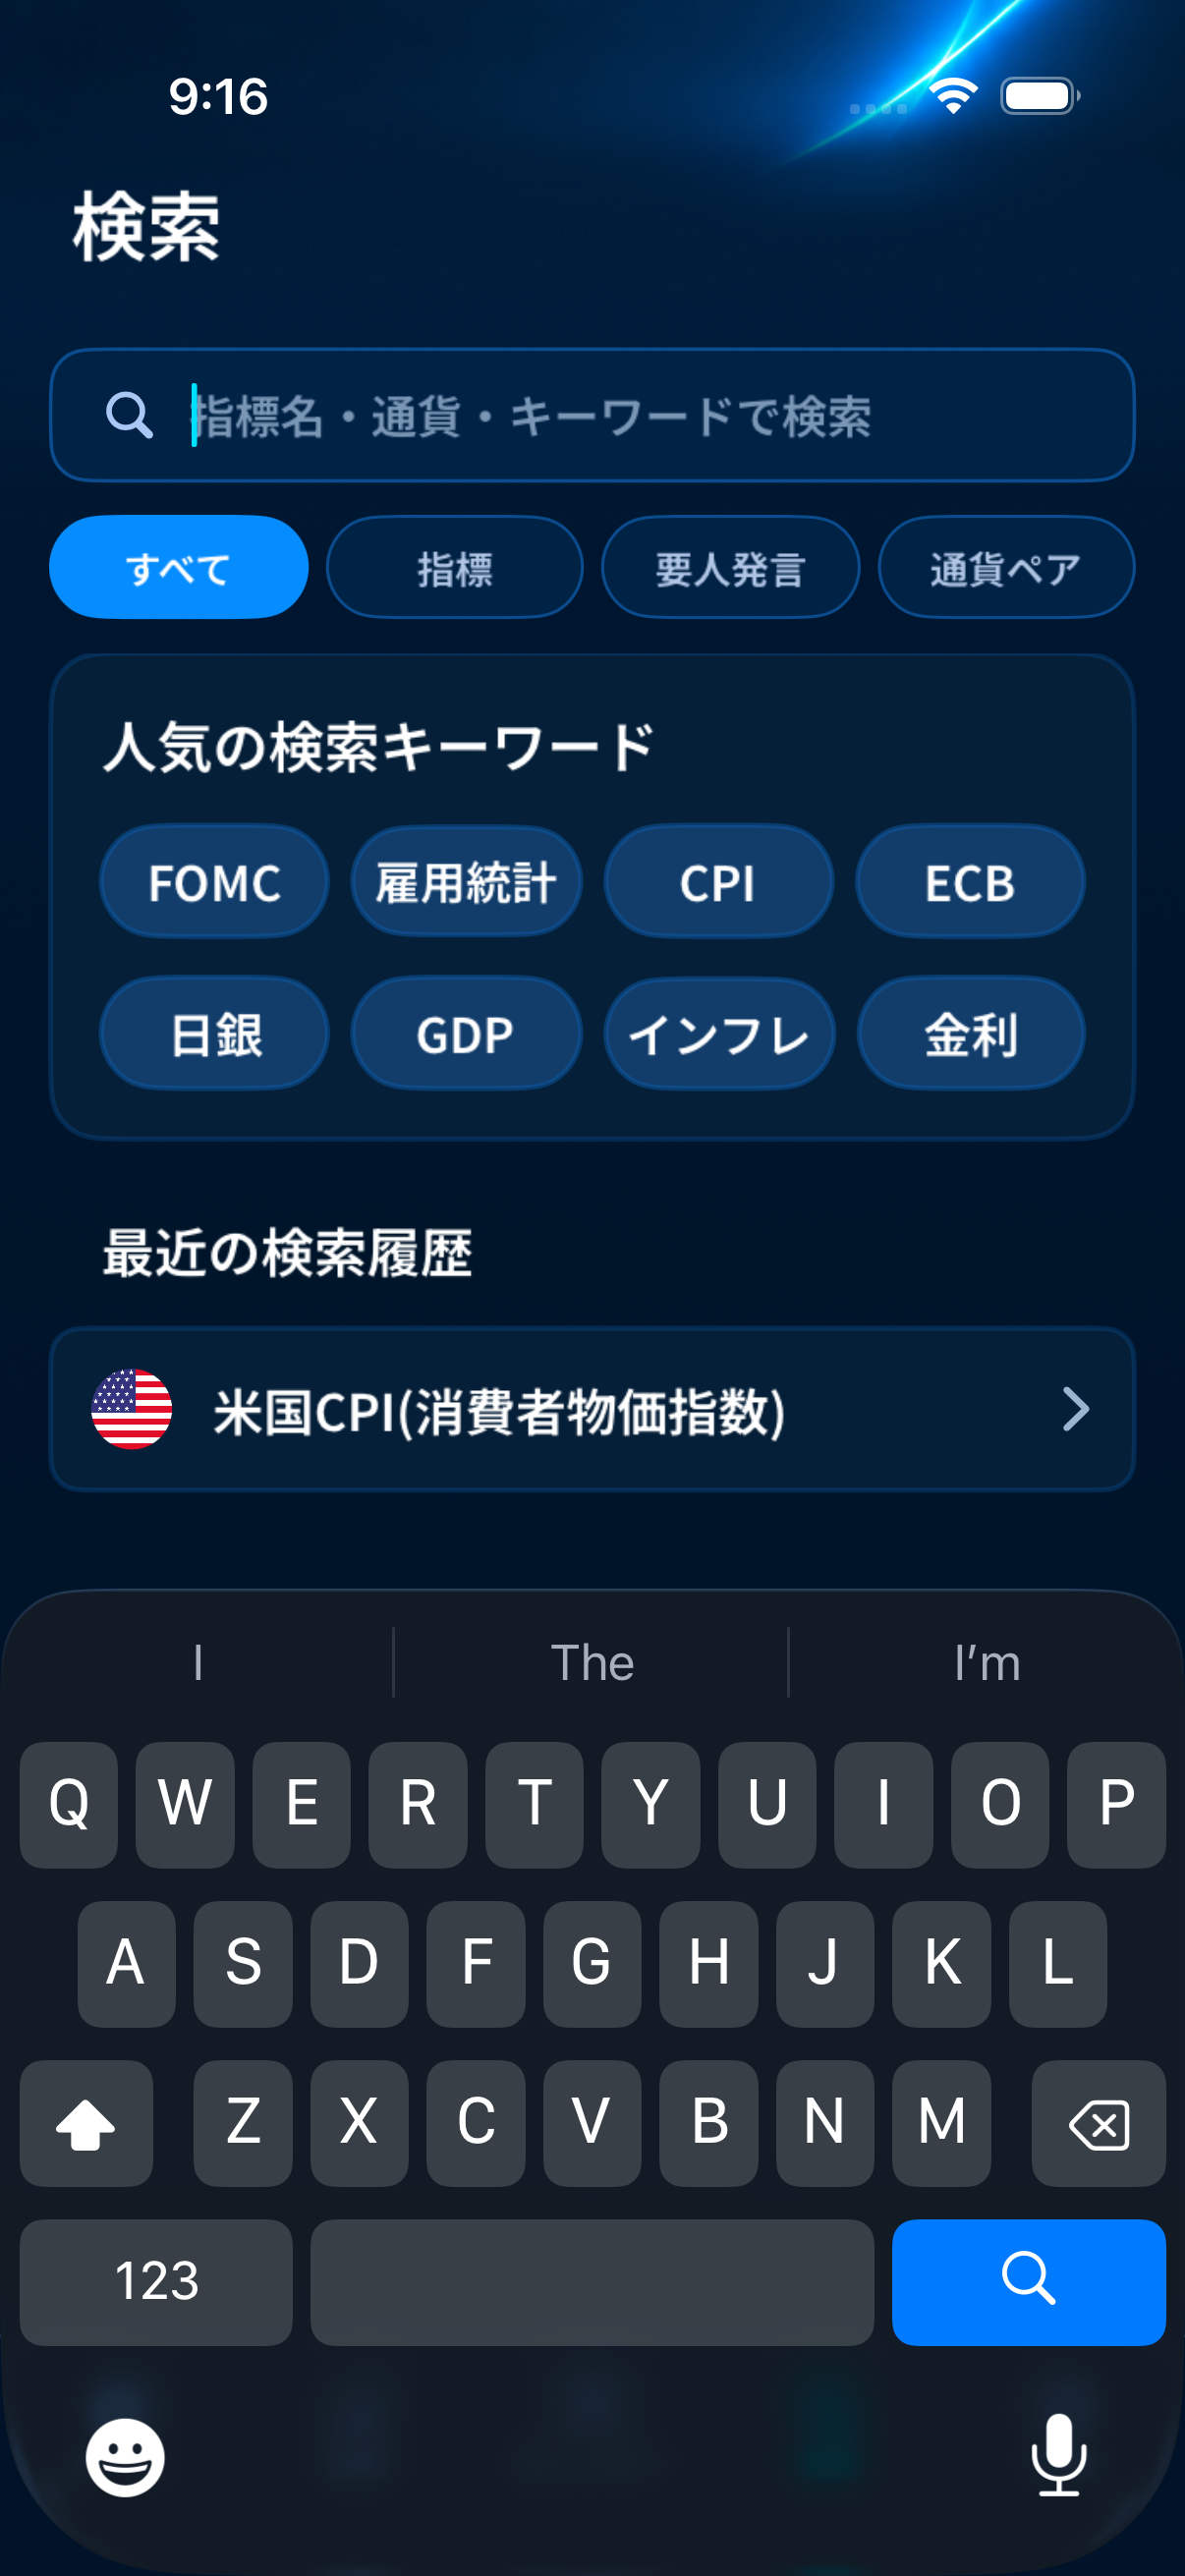 9:16
検索
指標名・通貨・キーワードで検索
すべて 指標 要人発言 通貨ペア
人気の検索キーワード
FOMC 雇用統計 CPI ECB
日銀 GDP インフレ 金利
最近の検索履歴
米国CPI(消費者物価指数)
I The I’m
Q W E R T Y U I O P
A S D F G H J K L
Z X C V B N M
123